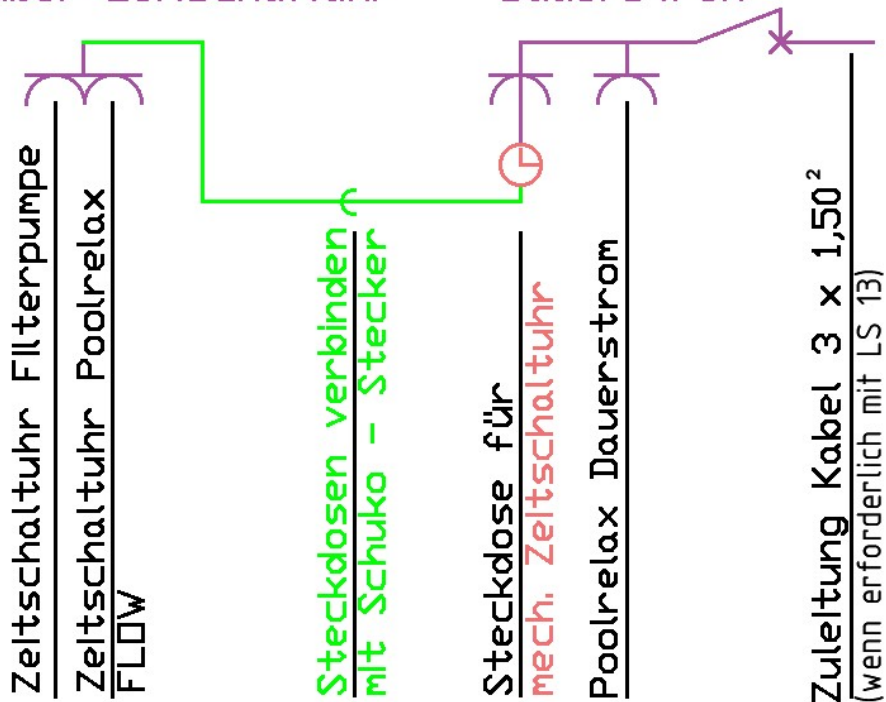 Zeitschaltuhr Filterpumpe
Zeitschaltuhr Poolrelax
FLOW
Steckdosen verbinden
mit Schuko - Stecker
Steckdose für
mech. Zeitschaltuhr
Poolrelax Dauerstrom
Zuleitung Kabel 3 x 1,50²
(wenn erforderlich mit LS 13)